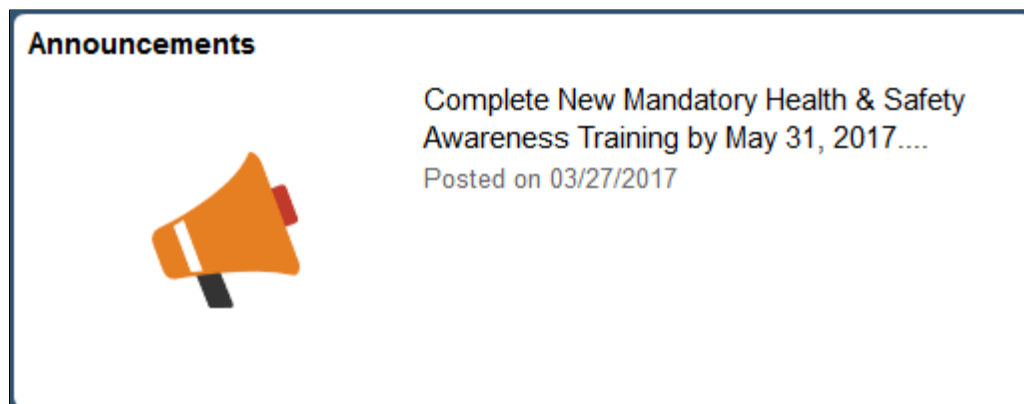 Announcements
Complete New Mandatory Health & Safety
Awareness Training by May 31, 2017....
Posted on 03/27/2017